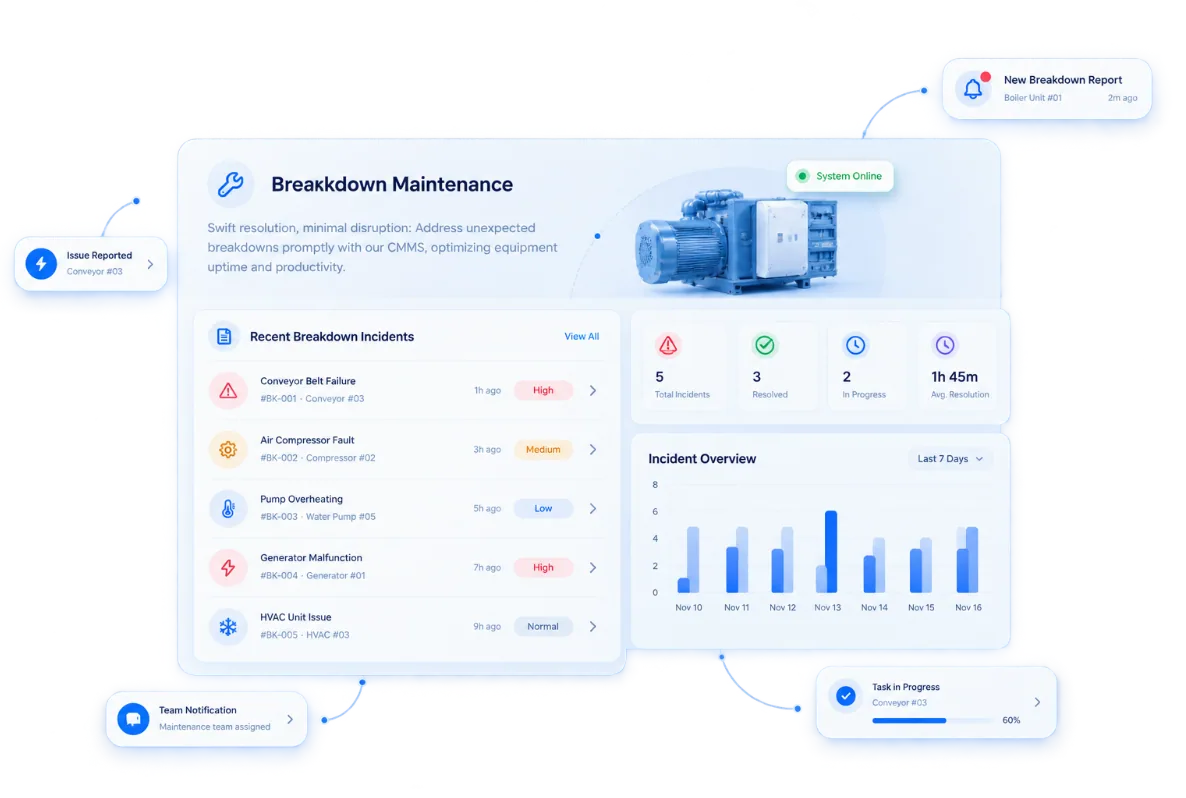 New Breakdown Report
Boiler Unit #01
2m ago
Breakdown Maintenance
System Online
Swift resolution, minimal disruption: Address unexpected
breakdowns promptly with our CMMS, optimizing equipment
uptime and productivity.
Issue Reported
Conveyor #03
Recent Breakdown Incidents
View All
Conveyor Belt Failure
#BK-001 · Conveyor #03
1h ago
High
Air Compressor Fault
#BK-002 · Compressor #02
3h ago
Medium
Pump Overheating
#BK-003 · Water Pump #05
5h ago
Low
Generator Malfunction
#BK-004 · Generator #01
7h ago
High
HVAC Unit Issue
#BK-005 · HVAC #03
9h ago
Normal
5
Total Incidents
3
Resolved
2
In Progress
1h 45m
Avg. Resolution
Incident Overview
Last 7 Days
8
6
4
2
0
Nov 10
Nov 11
Nov 12
Nov 13
Nov 14
Nov 15
Nov 16
Team Notification
Maintenance team assigned
Task in Progress
Conveyor #03
60%